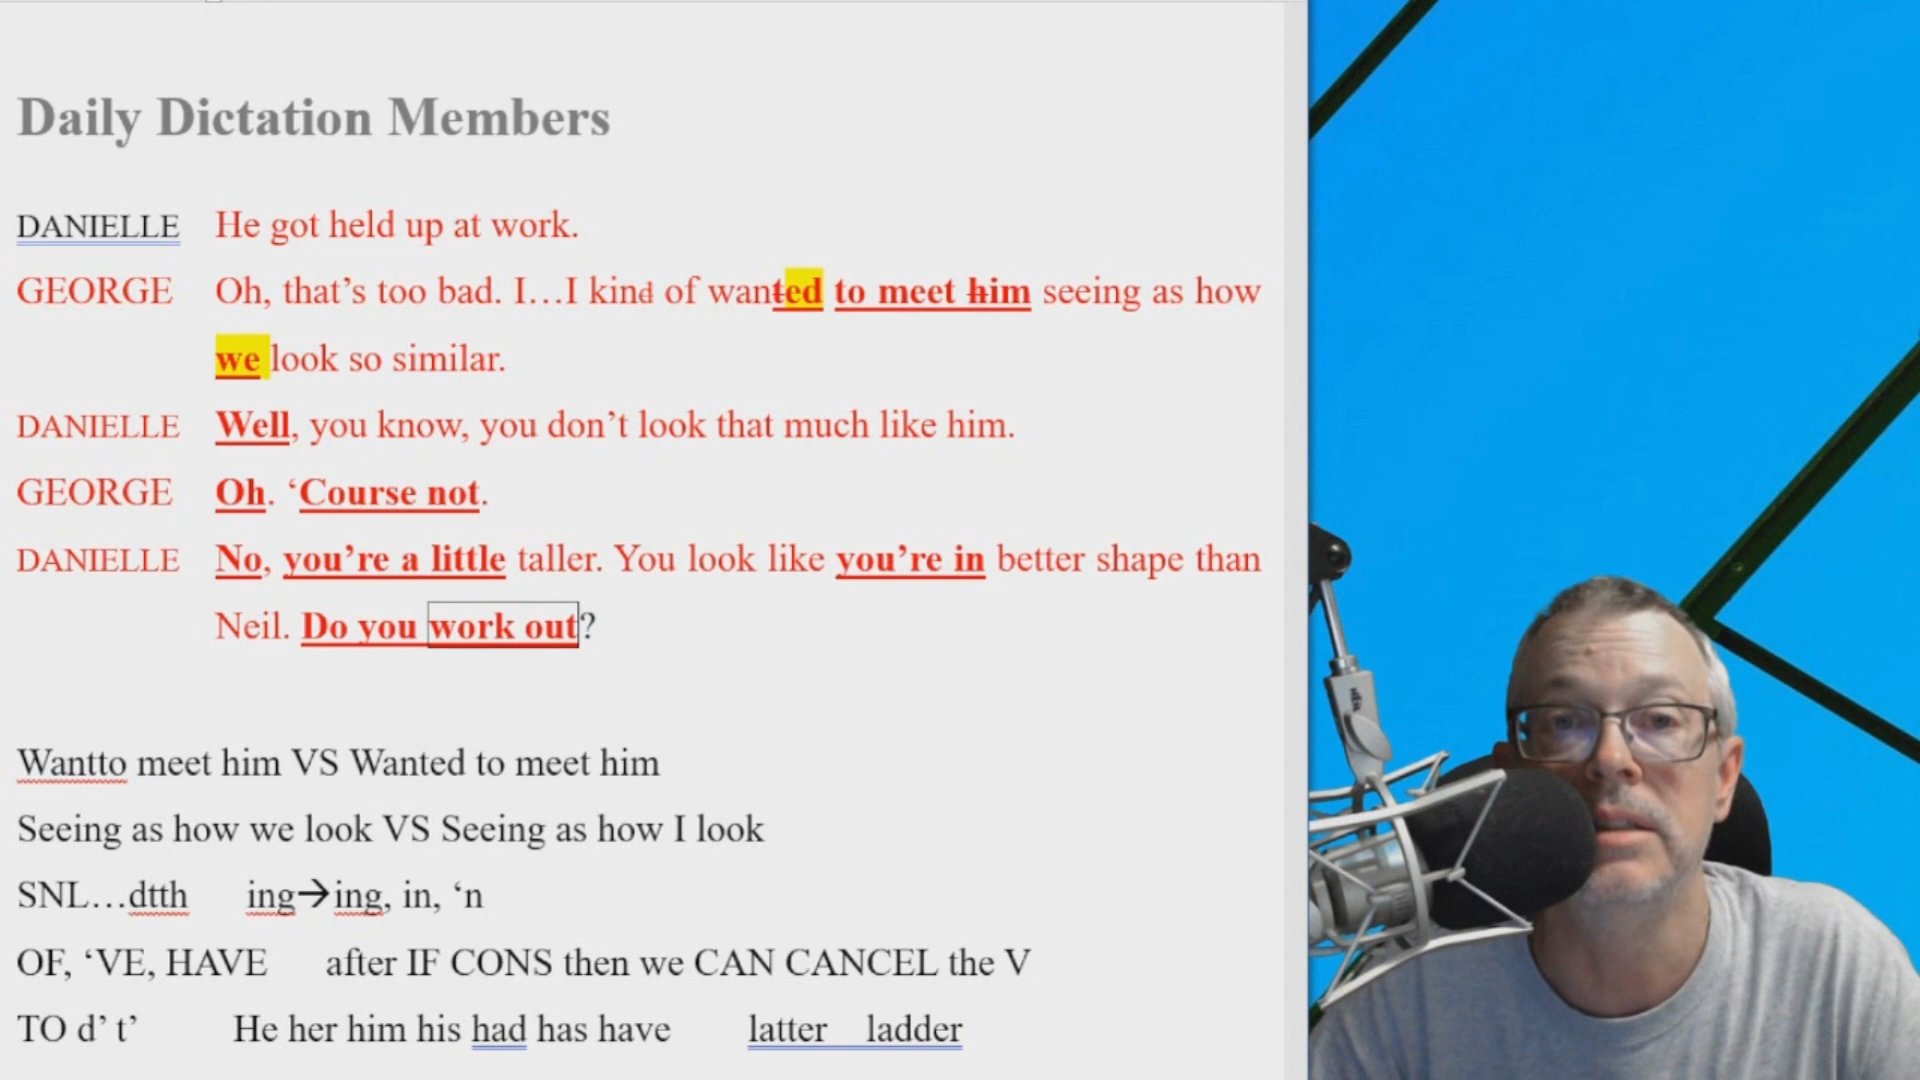 Daily Dictation Members
DANIELLE He got held up at work.
GEORGE Oh, that’s too bad. I…I kind of wanted to meet him seeing as how
we look so similar.
DANIELLE Well, you know, you don’t look that much like him.
GEORGE Oh. ‘Course not.
DANIELLE No, you’re a little taller. You look like you’re in better shape than
Neil. Do you work out?
Wantto meet him VS Wanted to meet him
Seeing as how we look VS Seeing as how I look
SNL…dtth ing→ing, in, ‘n
OF, ‘VE, HAVE after IF CONS then we CAN CANCEL the V
TO d’ t’ He her him his had has have latter ladder